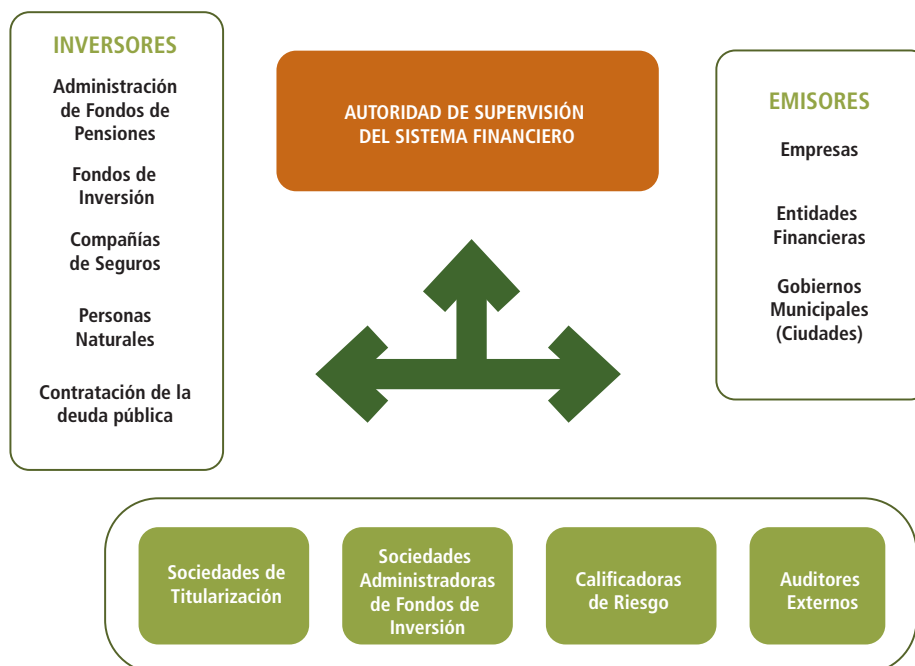 INVERSORES
Administración
de Fondos de
Pensiones
Fondos de
Inversión
Compañías
de Seguros
Personas
Naturales
Contratación de la
deuda pública
AUTORIDAD DE SUPERVISIÓN
DEL SISTEMA FINANCIERO
EMISORES
Empresas
Entidades
Financieras
Gobiernos
Municipales
(Ciudades)
Sociedades de
Titularización
Sociedades
Administradoras
de Fondos de
Inversión
Calificadoras
de Riesgo
Auditores
Externos